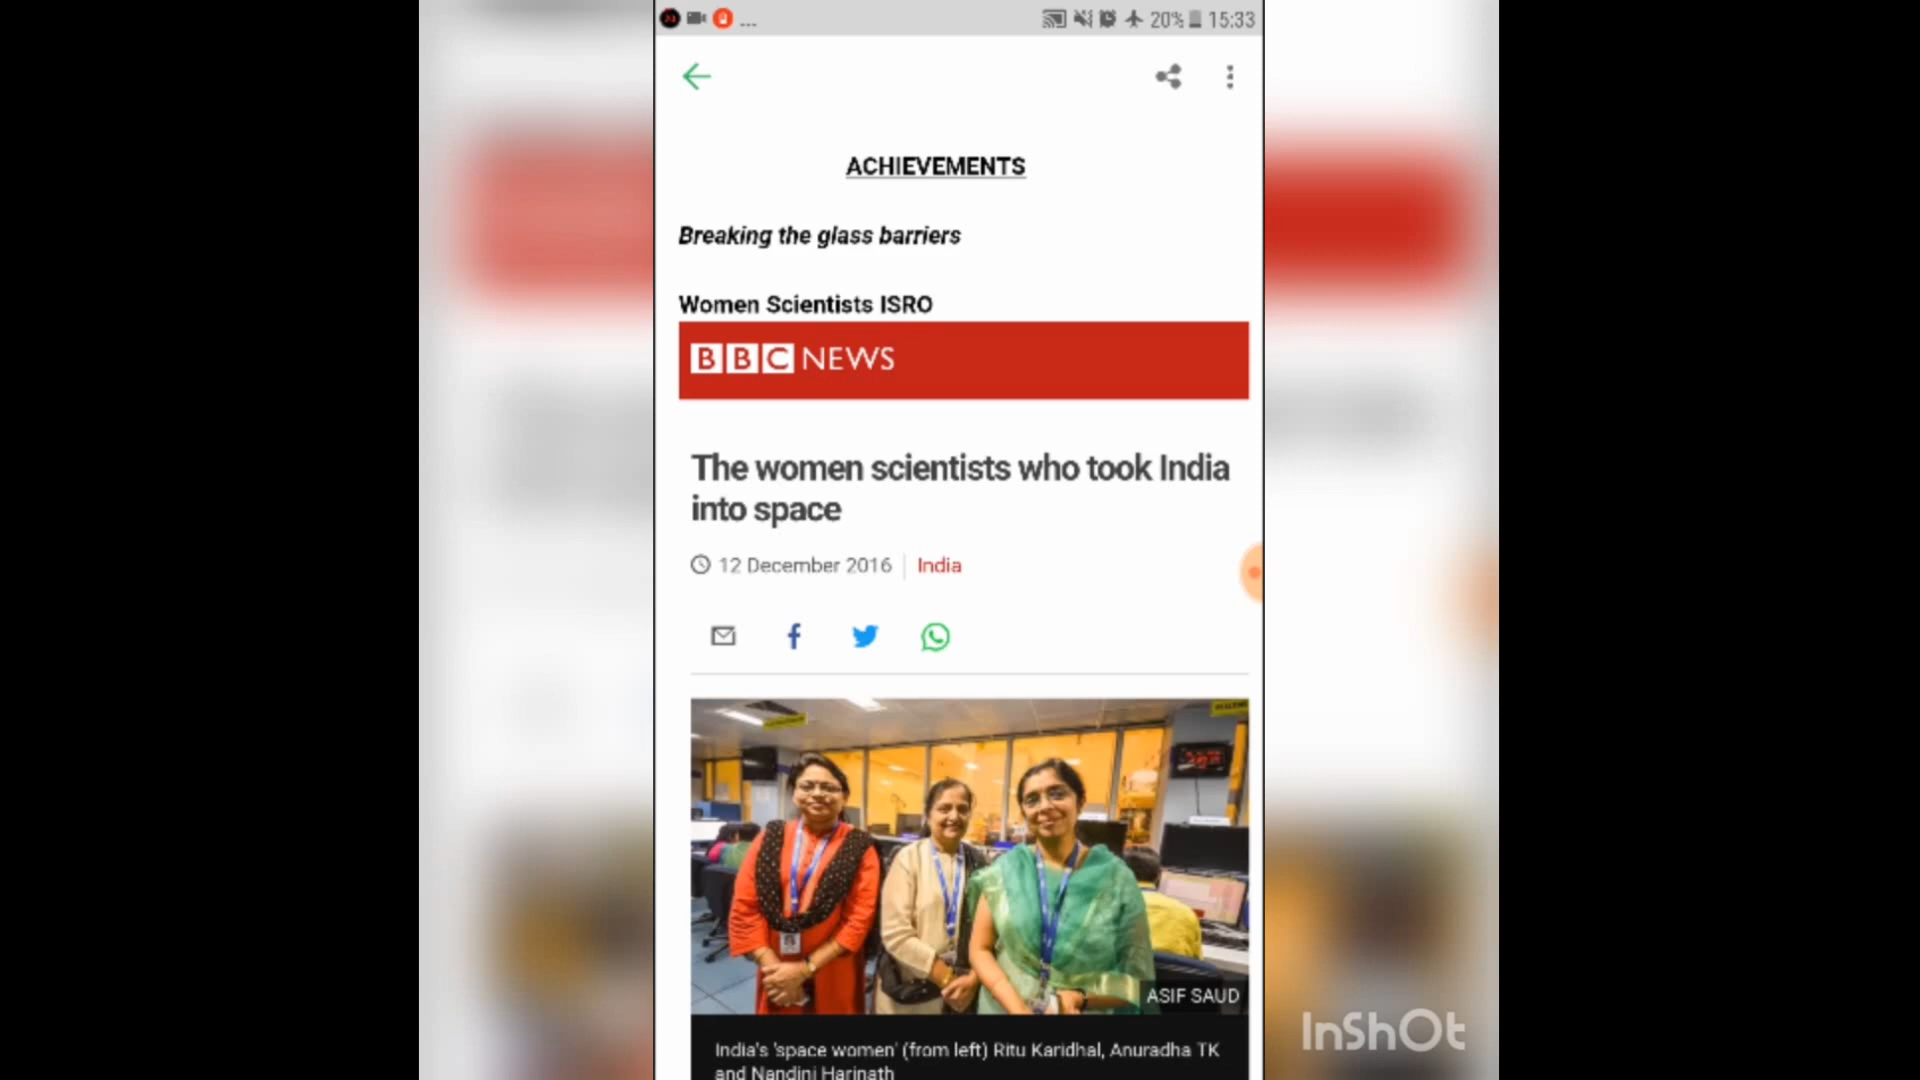 ... 20% 15:33
ACHIEVEMENTS
Breaking the glass barriers
Women Scientists ISRO
BBC NEWS
The women scientists who took India
into space
12 December 2016 India
ASIF SAUD
India's 'space women' (from left) Ritu Karidhal, Anuradha TK
and Nandini Harinath
InShOt